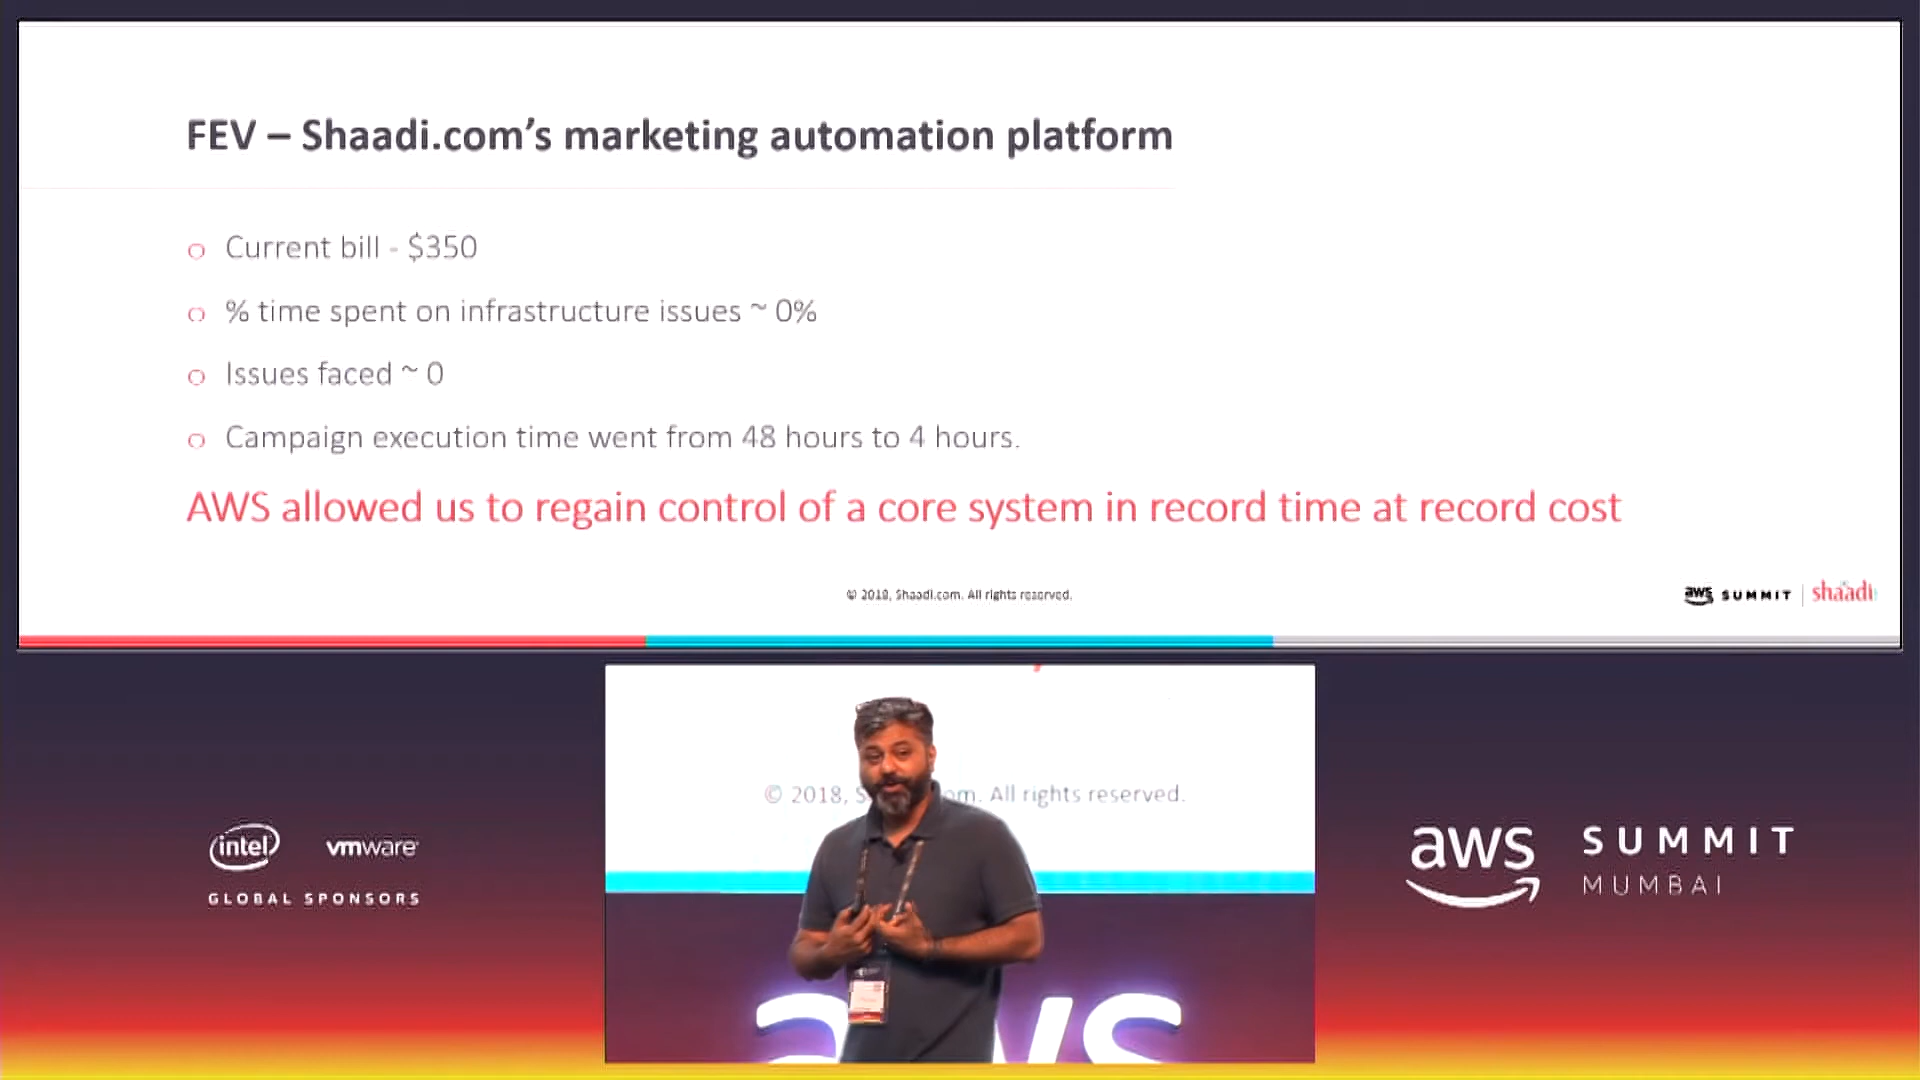 FEV – Shaadi.com’s marketing automation platform
Current bill - $350
% time spent on infrastructure issues ~ 0%
Issues faced ~ 0
Campaign execution time went from 48 hours to 4 hours.
AWS allowed us to regain control of a core system in record time at record cost
© 2018, Shaadi.com. All rights reserved.
aws SUMMIT | shaadi
© 2018, S om. All rights reserved.
intel vmware
GLOBAL SPONSORS
aws SUMMIT
MUMBAI
aws